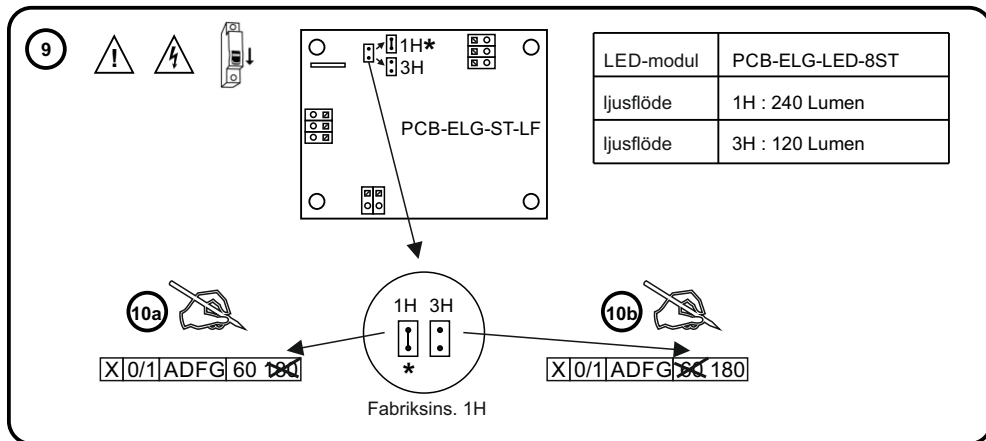 9
1H*
3H
PCB-ELG-ST-LF
LED-modul PCB-ELG-LED-8ST
ljusflöde 1H : 240 Lumen
ljusflöde 3H : 120 Lumen
10a
1H 3H
*
10b
X 0/1 ADFG 60 180
X 0/1 ADFG 60 180
Fabriksins. 1H